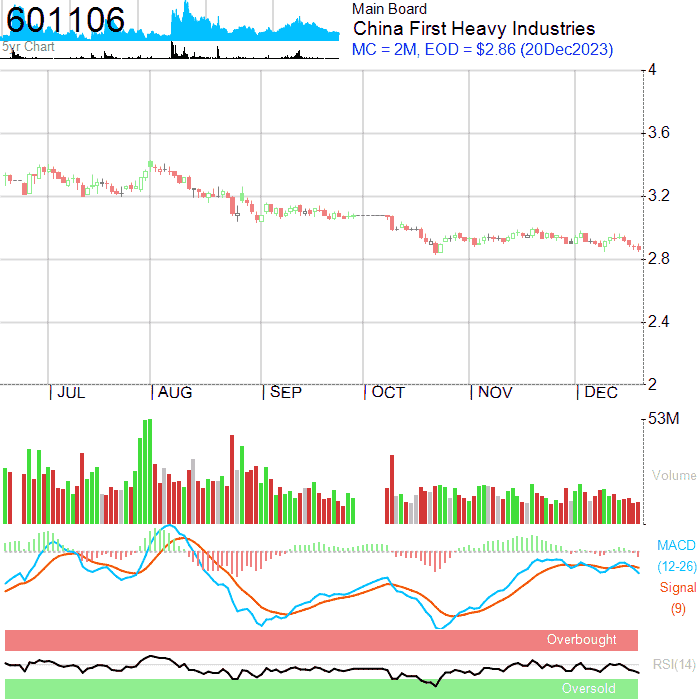 601106
5yr Chart
Main Board
China First Heavy Industries
MC = 2M, EOD = $2.86 (20Dec2023)
4
3.6
3.2
2.8
2.4
2
JUL AUG SEP OCT NOV DEC
53M
Volume
MACD
(12-26)
Signal
(9)
Overbought
RSI(14)
Oversold